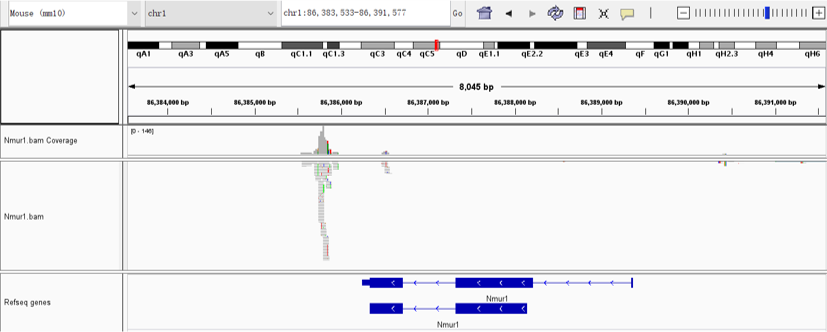 Mouse (mm10) chr1 chr1:86,383,533-86,391,577 Go
qA1 qA3 qA5 qB qC1.1 qC1.3 qC3 qC4 qC5 qD qE1.1 qE2.2 qE3 qE4 qF qG1 qH1 qH2.3 qH4 qH6
8,045 bp
86,384,000 bp 86,385,000 bp 86,386,000 bp 86,387,000 bp 86,388,000 bp 86,389,000 bp 86,390,000 bp 86,391,000 bp
[0 - 146]
Nmur1.bam Coverage
Nmur1.bam
Nmur1
Refseq genes
Nmur1